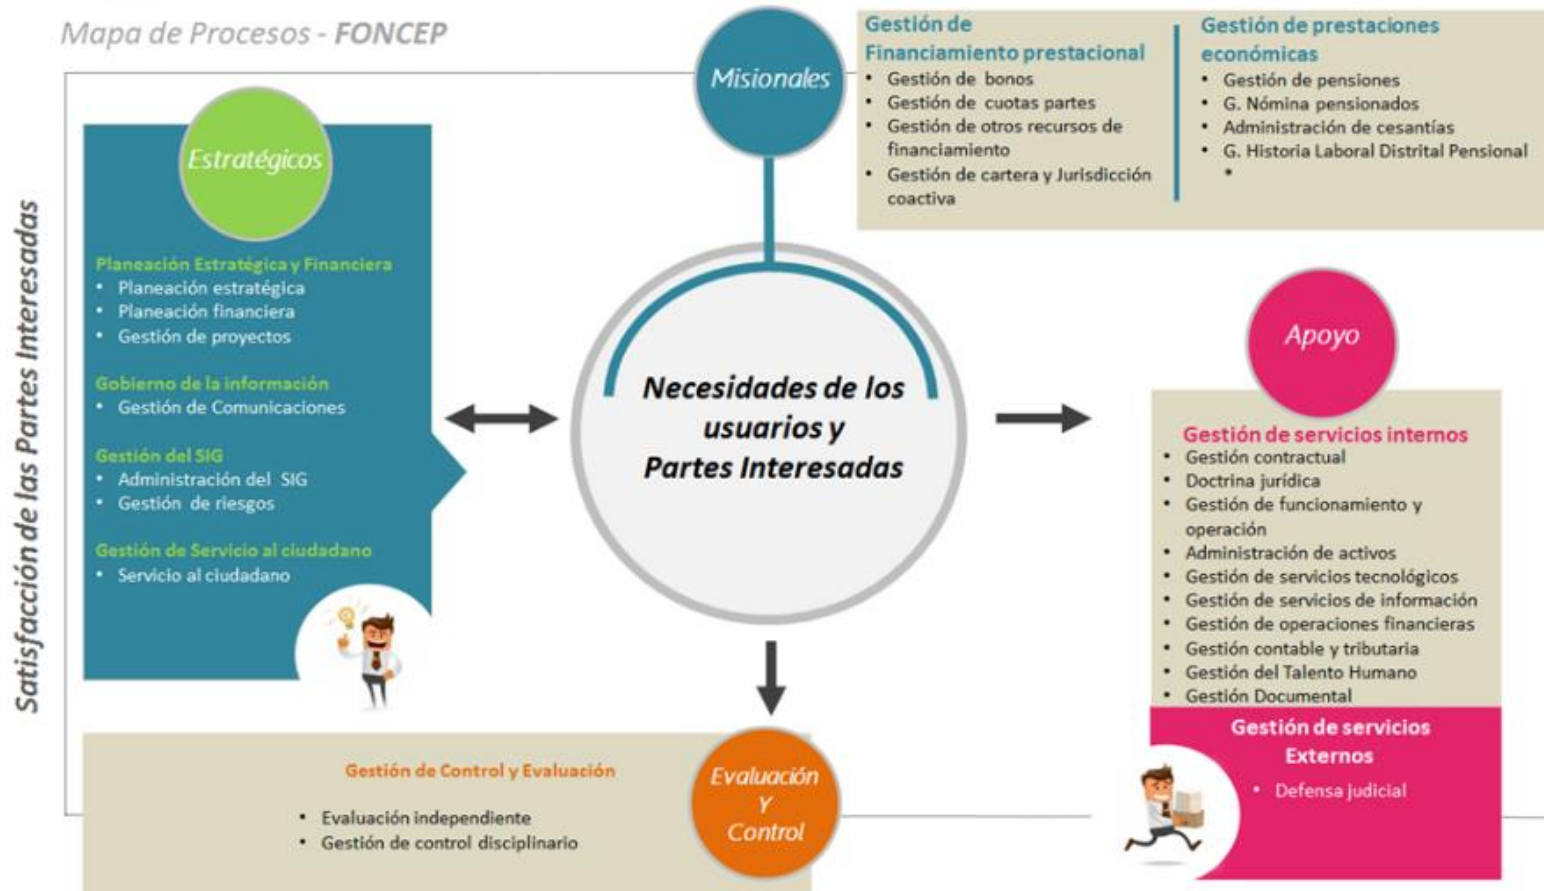 Mapa de Procesos - FONCEP
Satisfacción de las Partes Interesadas
Misionales
Gestión de
Financiamiento prestacional
• Gestión de bonos
• Gestión de cuotas partes
• Gestión de otros recursos de
financiamiento
• Gestión de cartera y Jurisdicción
coactiva
Gestión de prestaciones
económicas
• Gestión de pensiones
• G. Nómina pensionados
• Administración de cesantías
• G. Historia Laboral Distrital Pensional
*
Estratégicos
Planeación Estratégica y Financiera
• Planeación estratégica
• Planeación financiera
• Gestión de proyectos
Gobierno de la información
• Gestión de Comunicaciones
Gestión del SIG
• Administración del SIG
• Gestión de riesgos
Gestión de Servicio al ciudadano
• Servicio al ciudadano
Necesidades de los
usuarios y
Partes Interesadas
Apoyo
Gestión de servicios internos
• Gestión contractual
• Doctrina jurídica
• Gestión de funcionamiento y
operación
• Administración de activos
• Gestión de servicios tecnológicos
• Gestión de servicios de información
• Gestión de operaciones financieras
• Gestión contable y tributaria
• Gestión del Talento Humano
• Gestión Documental
Gestión de servicios
Externos
• Defensa judicial
Gestión de Control y Evaluación
• Evaluación independiente
• Gestión de control disciplinario
Evaluación
Y
Control